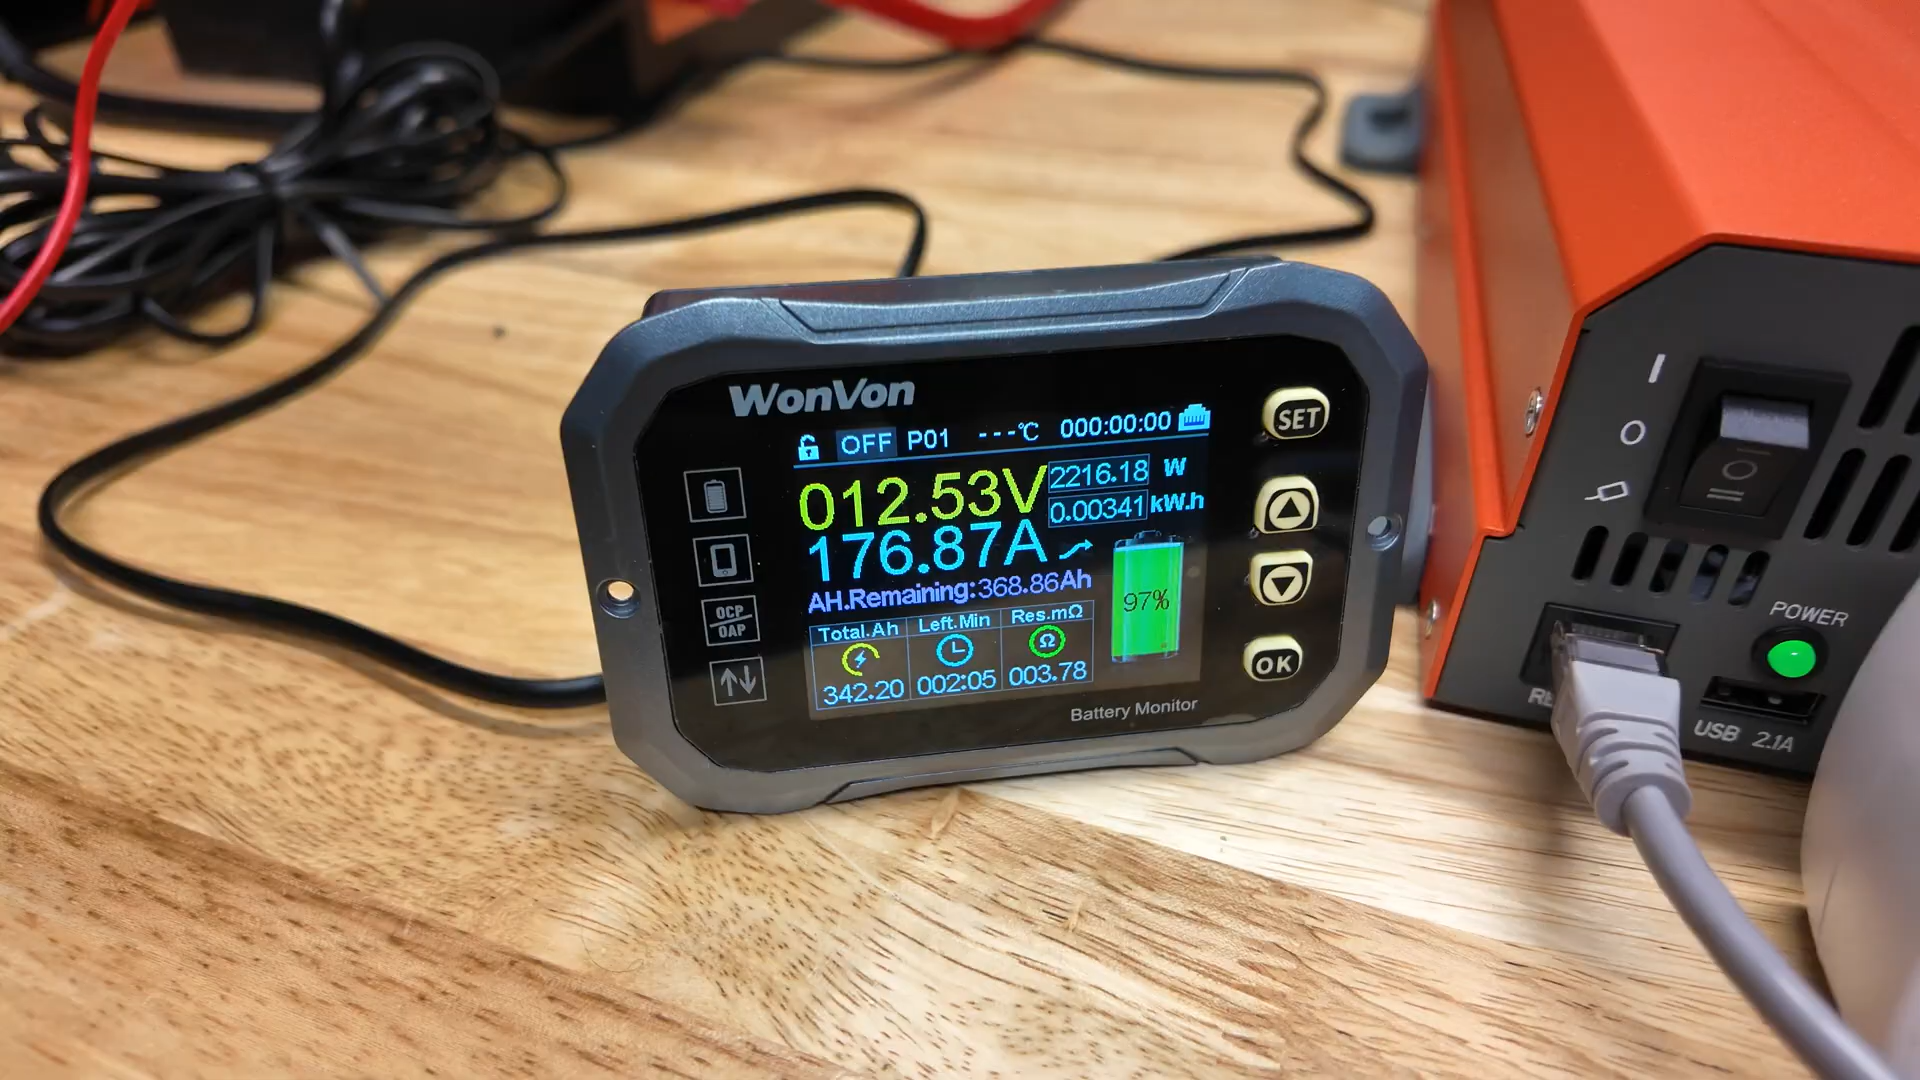 WonVon
OFF P01 ---℃ 000:00:00
012.53V 2216.18 W
0.00341 kW.h
176.87A
AH.Remaining:368.86Ah
97%
Total.Ah Left.Min Res.mΩ
Ω
342.20 002:05 003.78
Battery Monitor
OCP
OAP
SET
OK
POWER
USB 2.1A